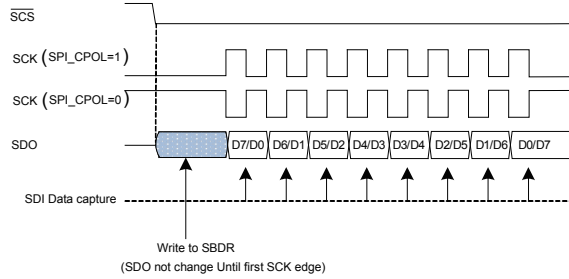 SCS
SCK (SPI_CPOL=1)
SCK (SPI_CPOL=0)
SDO D7/D0 D6/D1 D5/D2 D4/D3 D3/D4 D2/D5 D1/D6 D0/D7
SDI Data capture
Write to SBDR
(SDO not change Until first SCK edge)